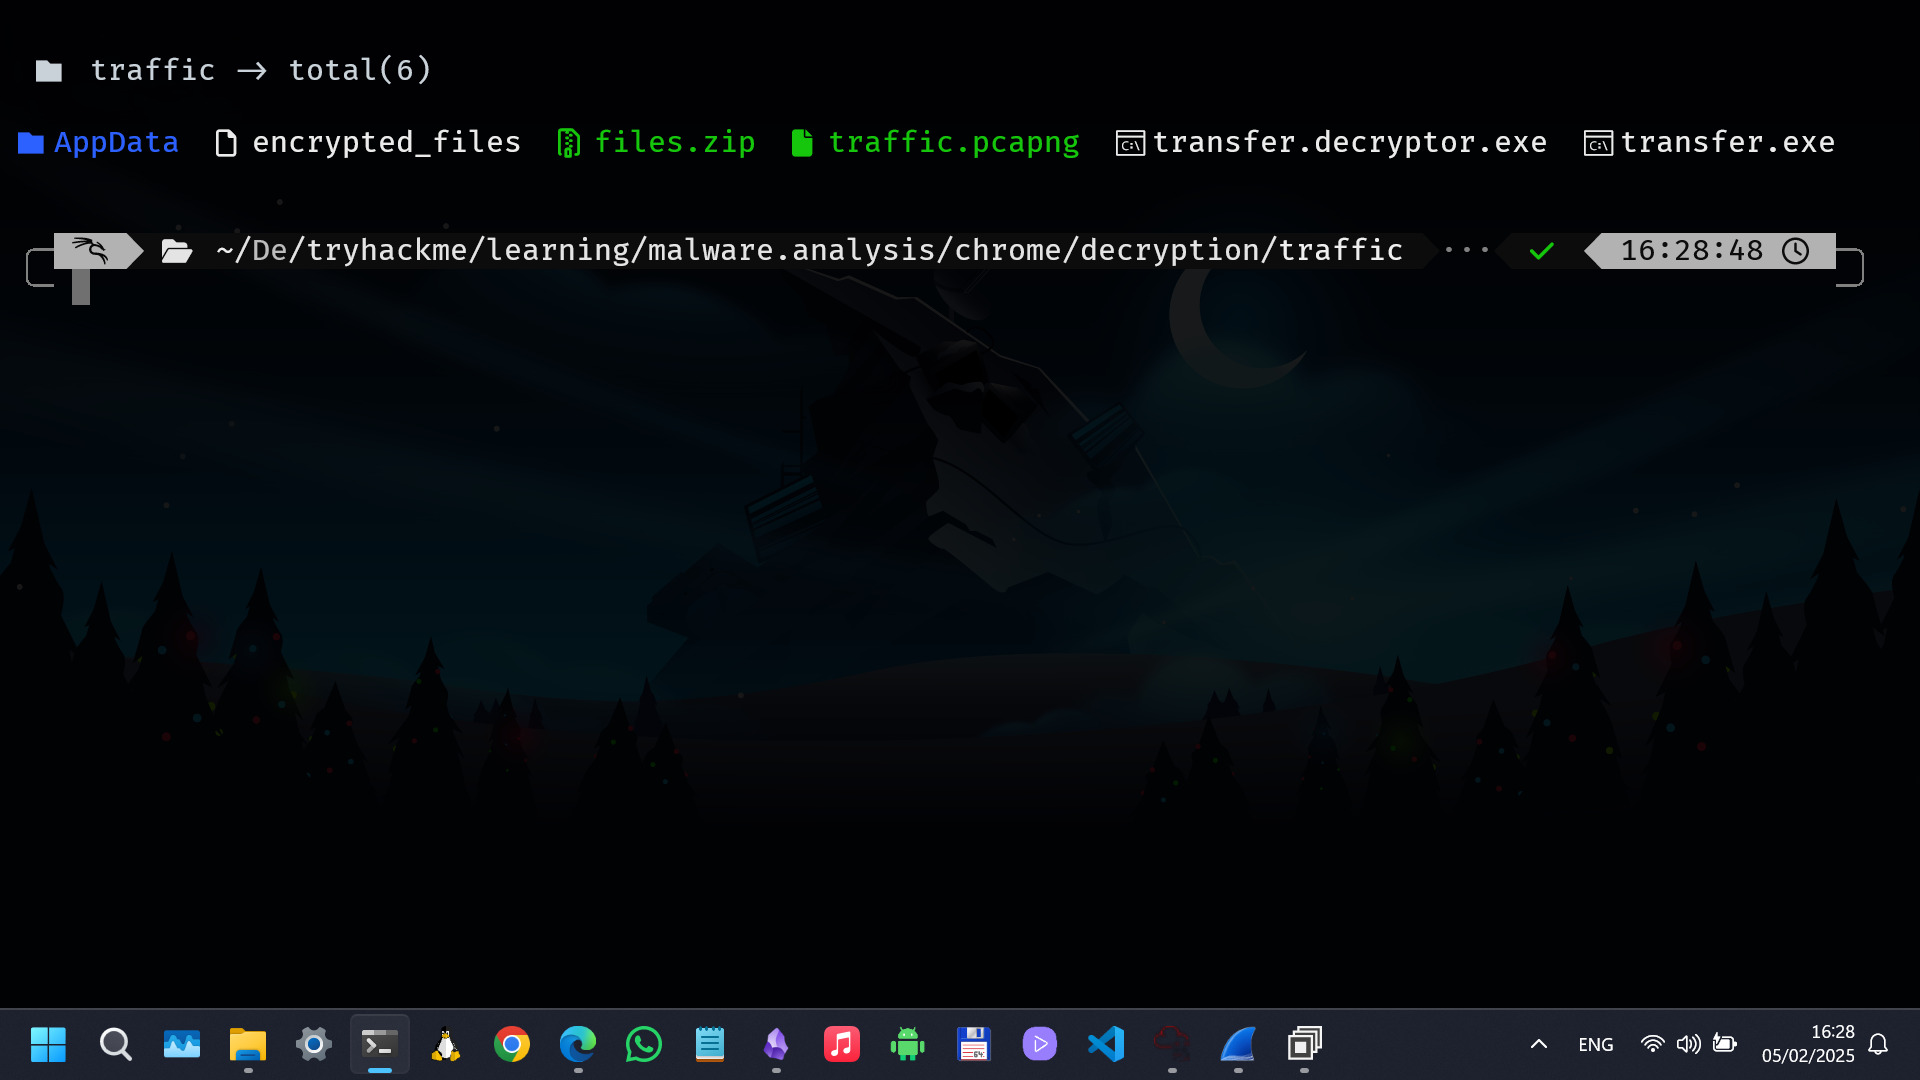 traffic → total(6)
AppData encrypted_files files.zip traffic.pcapng transfer.decryptor.exe transfer.exe
~/De/tryhackme/learning/malware.analysis/chrome/decryption/traffic ··· ✓ 16:28:48
ENG 16:28
05/02/2025